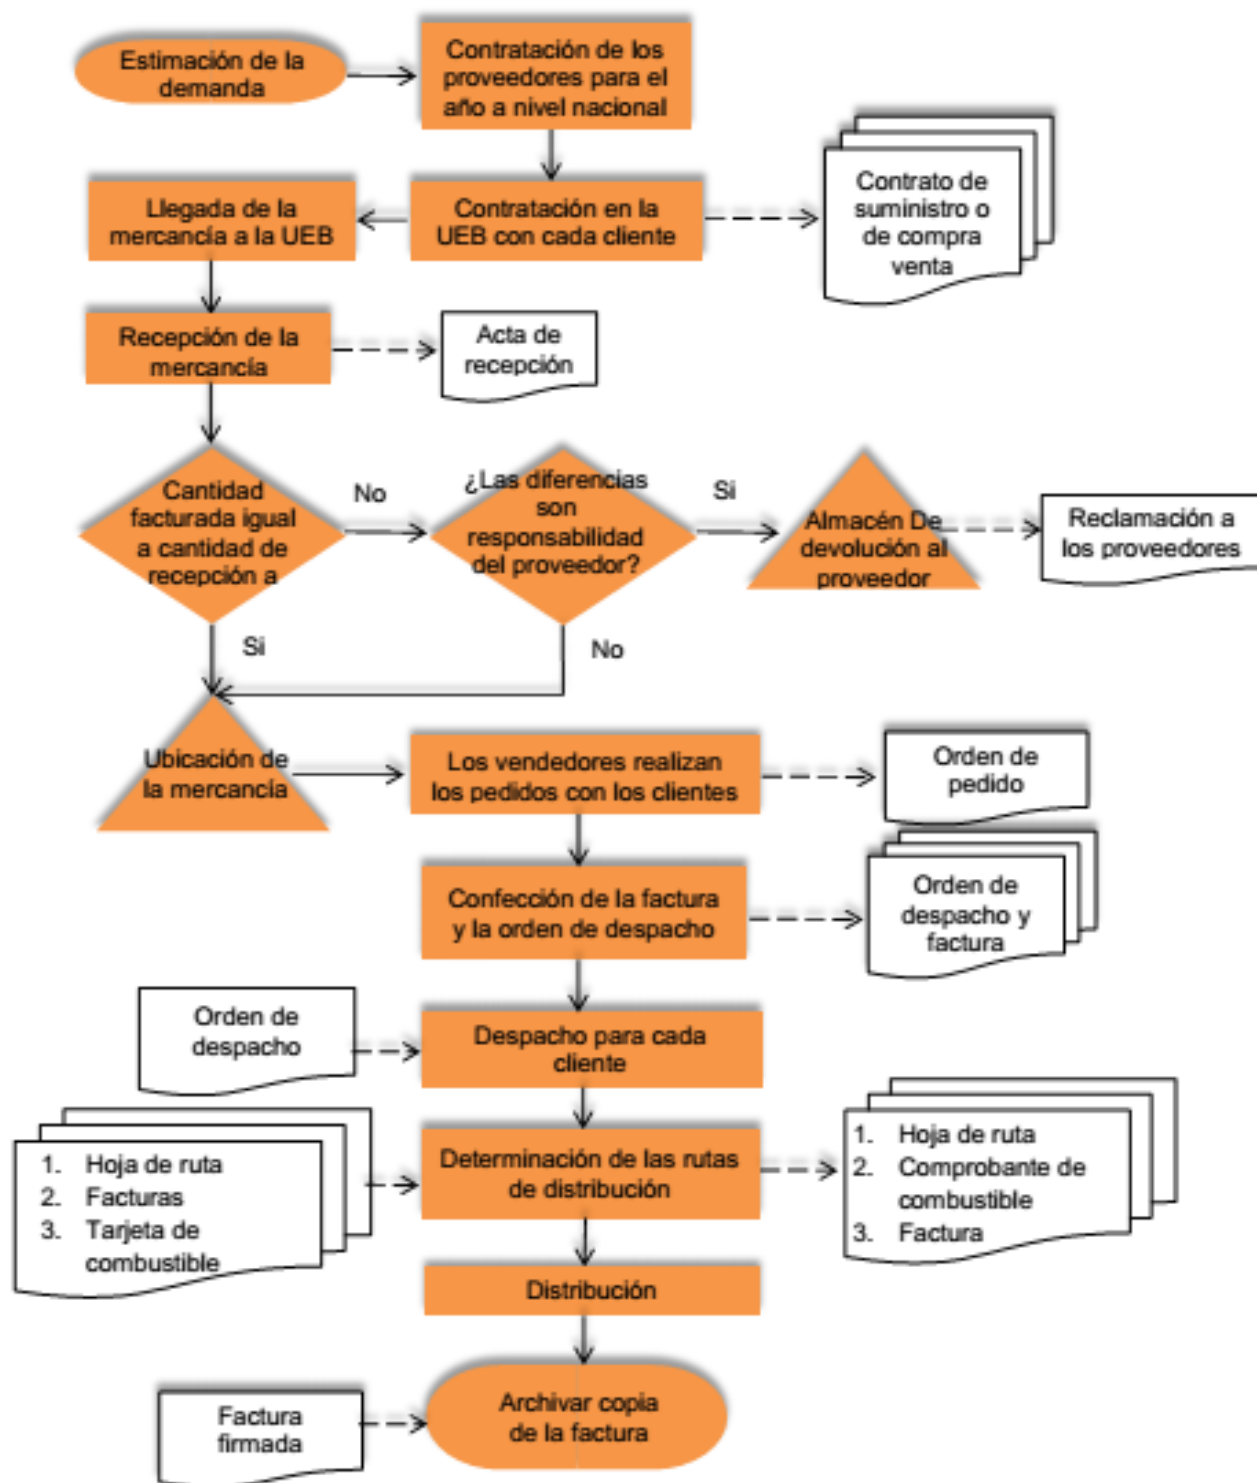 Estimación de la
demanda
Contratación de los
proveedores para el
año a nivel nacional
Llegada de la
mercancía a la UEB
Contratación en la
UEB con cada cliente
Contrato de
suministro o
de compra
venta
Recepción de la
mercancía
Acta de
recepción
Cantidad
facturada igual
a cantidad de
recepción a
No
¿Las diferencias
son
responsabilidad
del proveedor?
Si
Almacén De
devolución al
proveedor
Reclamación a
los proveedores
Si
No
Ubicación de
la mercancía
Los vendedores realizan
los pedidos con los clientes
Orden de
pedido
Confección de la factura
y la orden de despacho
Orden de
despacho y
factura
Orden de
despacho
Despacho para cada
cliente
1. Hoja de ruta
2. Facturas
3. Tarjeta de
combustible
Determinación de las rutas
de distribución
1. Hoja de ruta
2. Comprobante de
combustible
3. Factura
Distribución
Factura
firmada
Archivar copia
de la factura